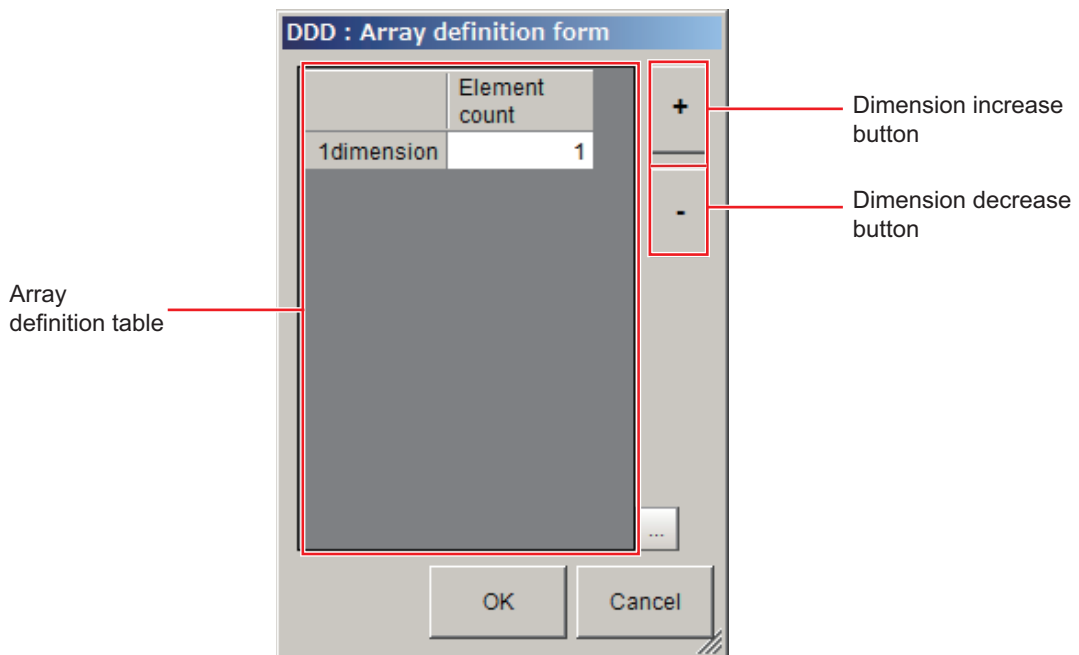 DDD : Array definition form
Element
count
+
Dimension increase
button
1dimension
1
-
Dimension decrease
button
Array
definition table
...
OK
Cancel